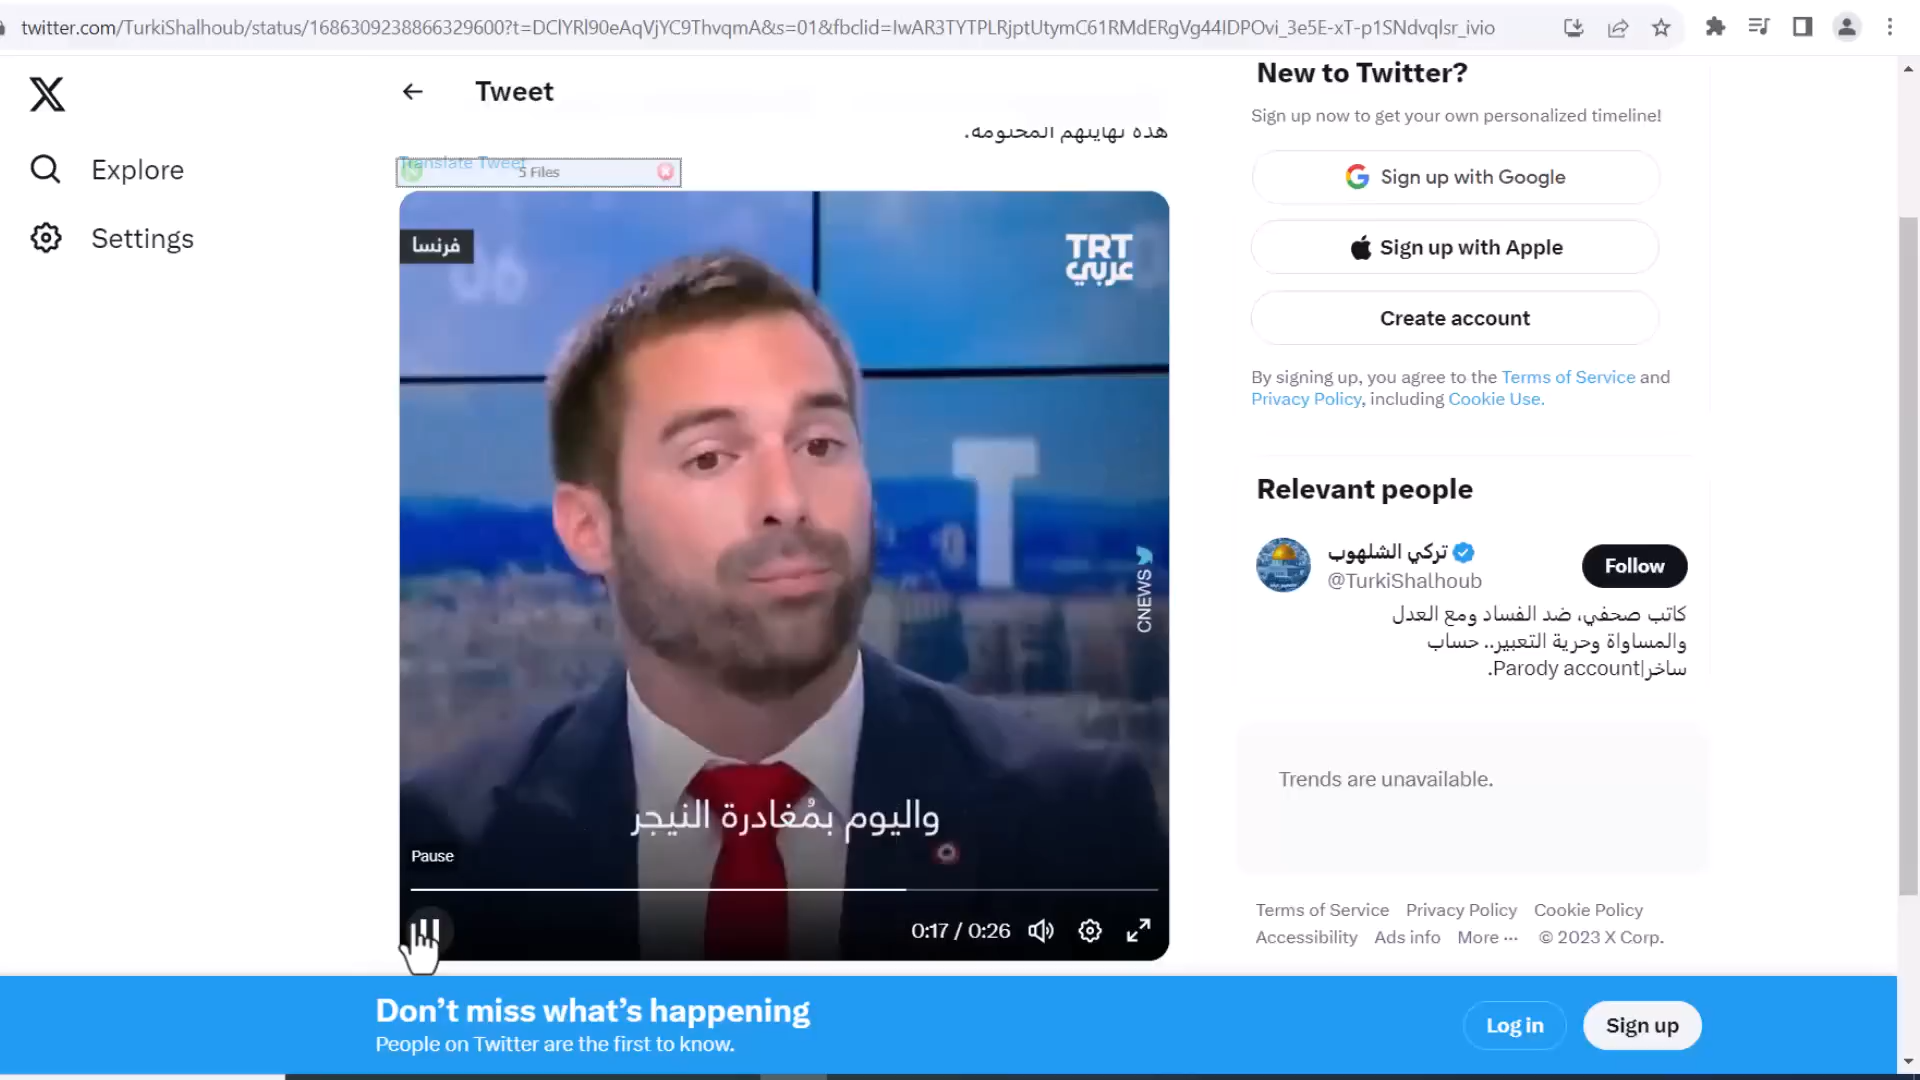 twitter.com/TurkiShalhoub/status/1686309238866329600?t=DClYRl90eAqVjYC9ThvqmA&s=01&fbclid=IwAR3TYTPLRjptUtymC61RMdERgVg44IDPOvi_3e5E-xT-p1SNdvqlsr_ivio
Explore
Settings
Tweet
هذه نهايتهم المحتومة.
Translate Tweet
5 Files
فرنسا
TRT
عربي
CNEWS
واليوم بمُغادرة النيجر
Pause
0:17 / 0:26
New to Twitter?
Sign up now to get your own personalized timeline!
Sign up with Google
Sign up with Apple
Create account
By signing up, you agree to the Terms of Service and
Privacy Policy, including Cookie Use.
Relevant people
تركي الشلهوب
@TurkiShalhoub
Follow
كاتب صحفي، ضد الفساد ومع العدل
والمساواة وحرية التعبير.. حساب
ساخر|Parody account.
Trends are unavailable.
Terms of Service Privacy Policy Cookie Policy
Accessibility Ads info More ··· © 2023 X Corp.
Don’t miss what’s happening
People on Twitter are the first to know.
Log in
Sign up